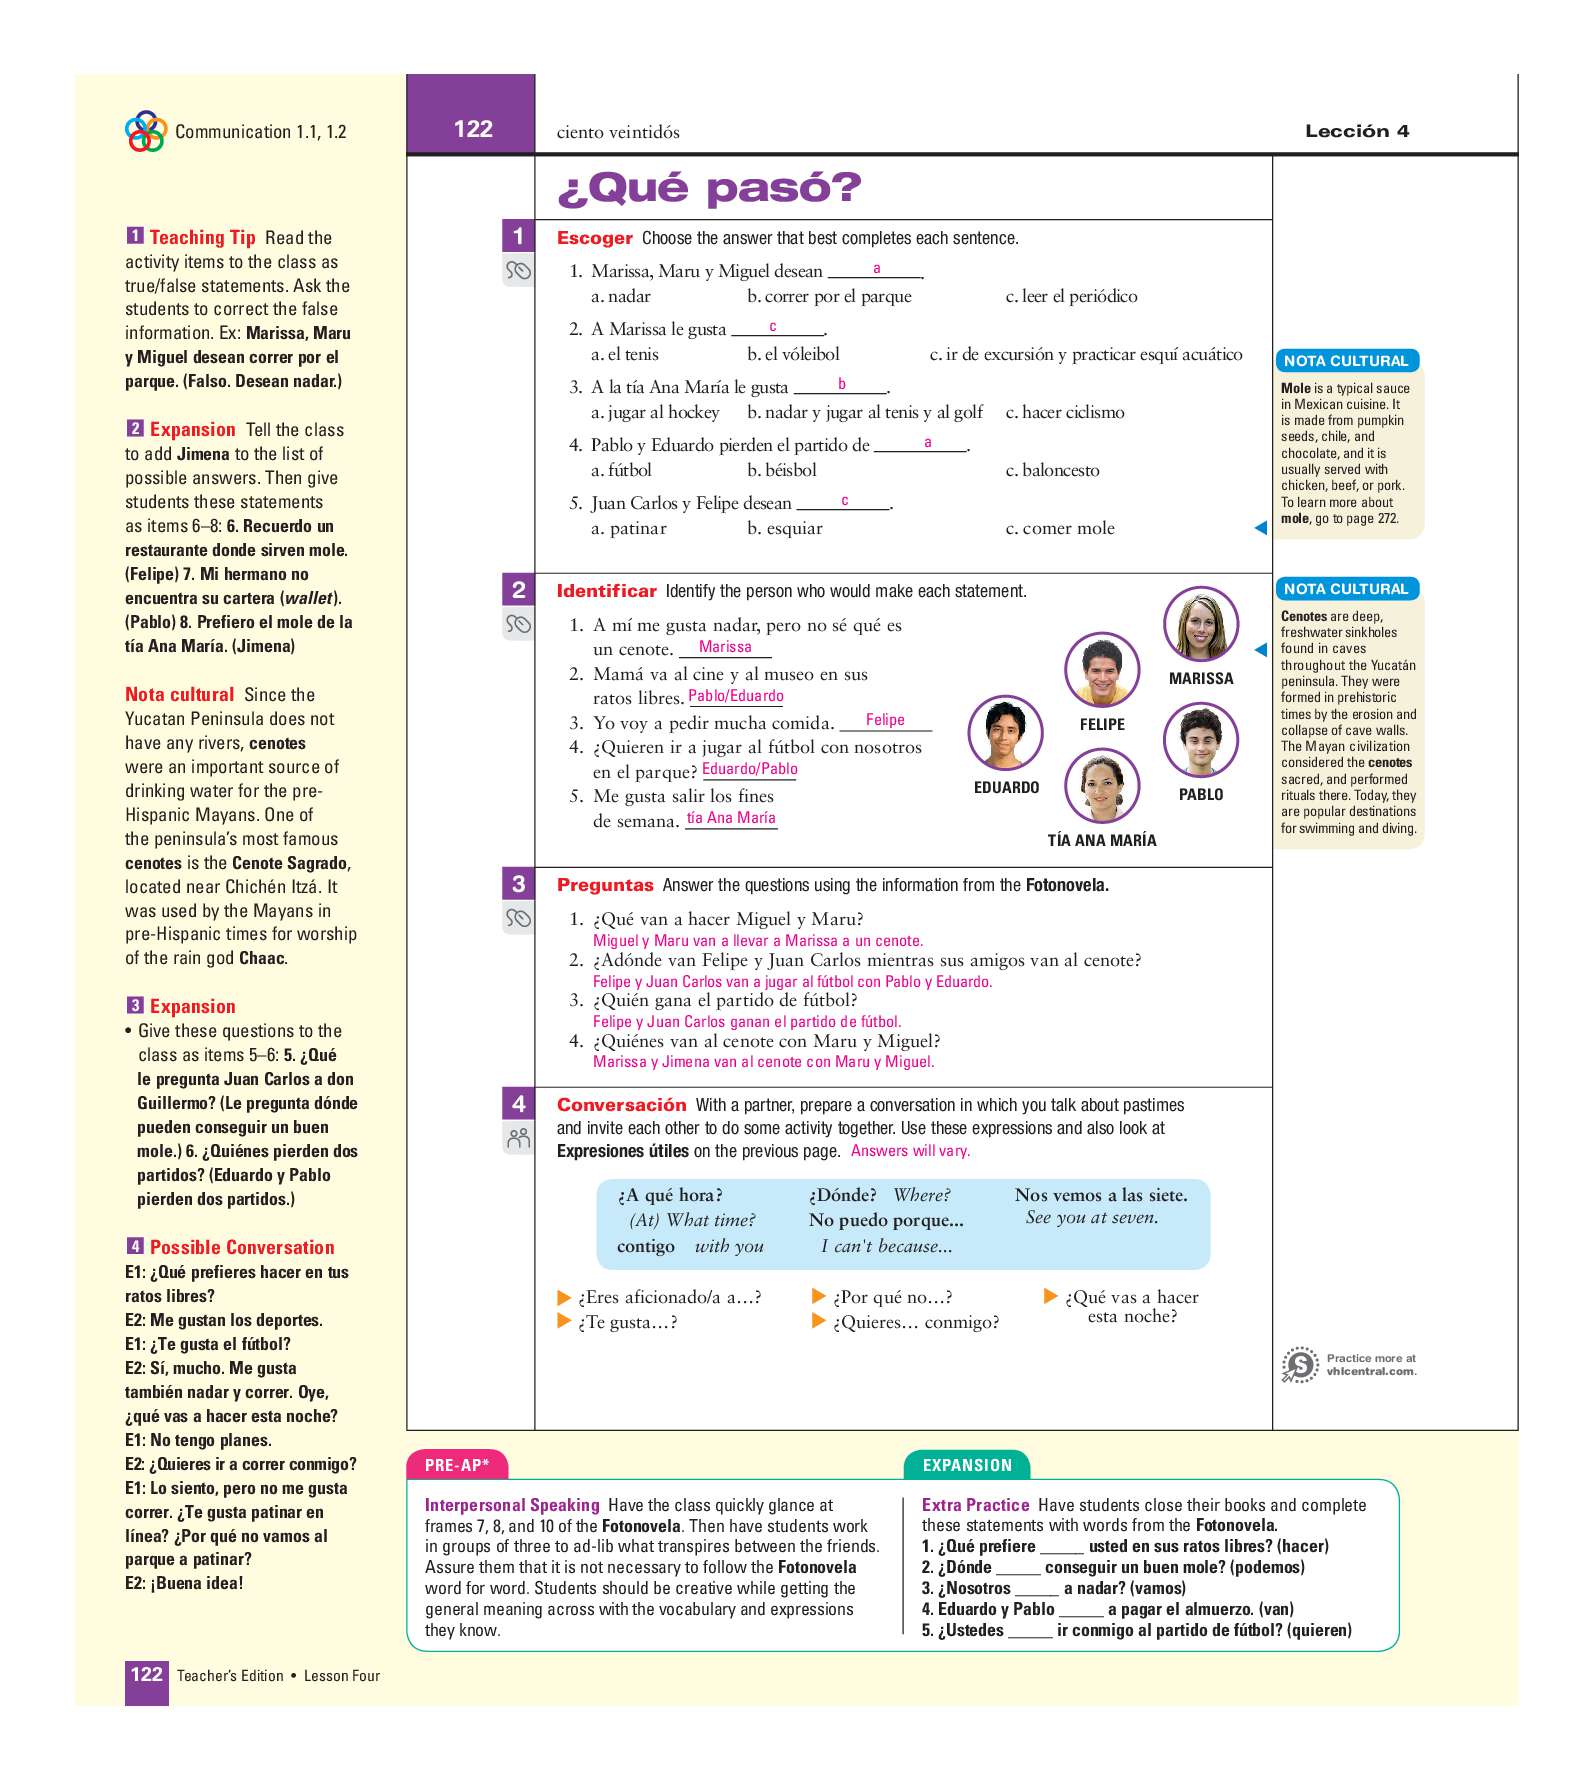 Communication 1.1, 1.2
1 Teaching Tip Read the
activity items to the class as
true/false statements. Ask the
students to correct the false
information. Ex: Marissa, Maru
y Miguel desean correr por el
parque. (Falso. Desean nadar.)
2 Expansion Tell the class
to add Jimena to the list of
possible answers. Then give
students these statements
as items 6–8: 6. Recuerdo un
restaurante donde sirven mole.
(Felipe) 7. Mi hermano no
encuentra su cartera (wallet).
(Pablo) 8. Prefiero el mole de la
tía Ana María. (Jimena)
Nota cultural Since the
Yucatan Peninsula does not
have any rivers, cenotes
were an important source of
drinking water for the pre-
Hispanic Mayans. One of
the peninsula's most famous
cenotes is the Cenote Sagrado,
located near Chichén Itzá. It
was used by the Mayans in
pre-Hispanic times for worship
of the rain god Chaac.
3 Expansion
• Give these questions to the
class as items 5–6: 5. ¿Qué
le pregunta Juan Carlos a don
Guillermo? (Le pregunta dónde
pueden conseguir un buen
mole.) 6. ¿Quiénes pierden dos
partidos? (Eduardo y Pablo
pierden dos partidos.)
4 Possible Conversation
E1: ¿Qué prefieres hacer en tus
ratos libres?
E2: Me gustan los deportes.
E1: ¿Te gusta el fútbol?
E2: Sí, mucho. Me gusta
también nadar y correr. Oye,
¿qué vas a hacer esta noche?
E1: No tengo planes.
E2: ¿Quieres ir a correr conmigo?
E1: Lo siento, pero no me gusta
correr. ¿Te gusta patinar en
línea? ¿Por qué no vamos al
parque a patinar?
E2: ¡Buena idea!
122 ciento veintidós Lección 4
¿Qué pasó?
1 Escoger Choose the answer that best completes each sentence.
1. Marissa, Maru y Miguel desean a.
a. nadar b. correr por el parque c. leer el periódico
2. A Marissa le gusta c.
a. el tenis b. el vóleibol c. ir de excursión y practicar esquí acuático
3. A la tía Ana María le gusta b.
a. jugar al hockey b. nadar y jugar al tenis y al golf c. hacer ciclismo
4. Pablo y Eduardo pierden el partido de a.
a. fútbol b. béisbol c. baloncesto
5. Juan Carlos y Felipe desean c.
a. patinar b. esquiar c. comer mole
NOTA CULTURAL
Mole is a typical sauce
in Mexican cuisine. It
is made from pumpkin
seeds, chile, and
chocolate, and it is
usually served with
chicken, beef, or pork.
To learn more about
mole, go to page 272.
2 Identificar Identify the person who would make each statement.
1. A mí me gusta nadar, pero no sé qué es
un cenote. Marissa
2. Mamá va al cine y al museo en sus
ratos libres. Pablo/Eduardo
3. Yo voy a pedir mucha comida. Felipe
4. ¿Quieren ir a jugar al fútbol con nosotros
en el parque? Eduardo/Pablo
5. Me gusta salir los fines
de semana. tía Ana María
MARISSA
FELIPE
EDUARDO
PABLO
TÍA ANA MARÍA
NOTA CULTURAL
Cenotes are deep,
freshwater sinkholes
found in caves
throughout the Yucatán
peninsula. They were
formed in prehistoric
times by the erosion and
collapse of cave walls.
The Mayan civilization
considered the cenotes
sacred, and performed
rituals there. Today, they
are popular destinations
for swimming and diving.
3 Preguntas Answer the questions using the information from the Fotonovela.
1. ¿Qué van a hacer Miguel y Maru?
Miguel y Maru van a llevar a Marissa a un cenote.
2. ¿Adónde van Felipe y Juan Carlos mientras sus amigos van al cenote?
Felipe y Juan Carlos van a jugar al fútbol con Pablo y Eduardo.
3. ¿Quién gana el partido de fútbol?
Felipe y Juan Carlos ganan el partido de fútbol.
4. ¿Quiénes van al cenote con Maru y Miguel?
Marissa y Jimena van al cenote con Maru y Miguel.
4 Conversación With a partner, prepare a conversation in which you talk about pastimes
and invite each other to do some activity together. Use these expressions and also look at
Expresiones útiles on the previous page. Answers will vary.
¿A qué hora? ¿Dónde? Where? Nos vemos a las siete.
(At) What time? No puedo porque... See you at seven.
contigo with you I can't because...
¿Eres aficionado/a a…? ¿Por qué no…? ¿Qué vas a hacer
¿Te gusta…? ¿Quieres… conmigo? esta noche?
Practice more at
vhlcentral.com.
PRE-AP*
Interpersonal Speaking Have the class quickly glance at
frames 7, 8, and 10 of the Fotonovela. Then have students work
in groups of three to ad-lib what transpires between the friends.
Assure them that it is not necessary to follow the Fotonovela
word for word. Students should be creative while getting the
general meaning across with the vocabulary and expressions
they know.
EXPANSION
Extra Practice Have students close their books and complete
these statements with words from the Fotonovela.
1. ¿Qué prefiere _____ usted en sus ratos libres? (hacer)
2. ¿Dónde _____ conseguir un buen mole? (podemos)
3. ¿Nosotros _____ a nadar? (vamos)
4. Eduardo y Pablo _____ a pagar el almuerzo. (van)
5. ¿Ustedes _____ ir conmigo al partido de fútbol? (quieren)
122 Teacher's Edition • Lesson Four